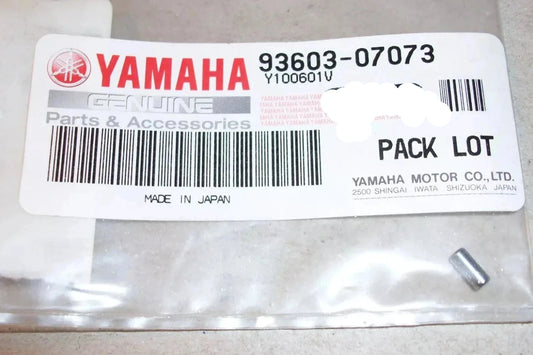 YAMAHA
GENUINE
Parts & Accessories
93603-07073
Y100601V
PACK LOT
MADE IN JAPAN
YAMAHA MOTOR CO.,LTD.
2500 SHINGAI IWATA SHIZUOKA JAPAN